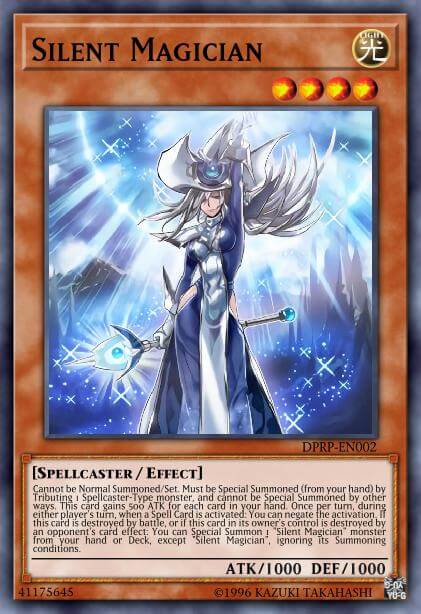 SILENT MAGICIAN
LIGHT
光
DPRP-EN002
[SPELLCASTER / EFFECT]
Cannot be Normal Summoned/Set. Must be Special Summoned (from your hand) by
Tributing 1 Spellcaster-Type monster, and cannot be Special Summoned by other
ways. This card gains 500 ATK for each card in your hand. Once per turn, during
either player's turn, when a Spell Card is activated: You can negate the activation. If
this card is destroyed by battle, or if this card in its owner's control is destroyed by
an opponent's card effect: You can Special Summon 1 "Silent Magician" monster
from your hand or Deck, except "Silent Magician", ignoring its Summoning
conditions.
ATK/1000 DEF/1000
41175645
©1996 KAZUKI TAKAHASHI